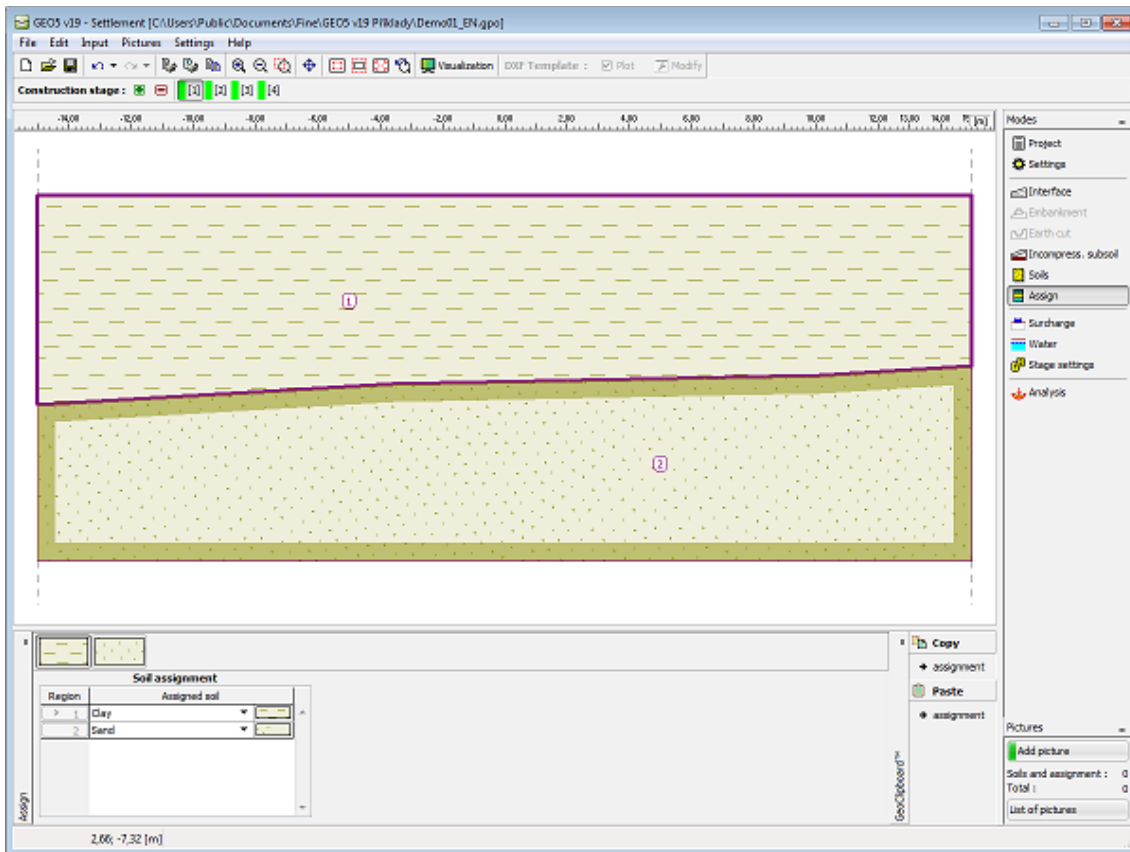 GEO5 v19 - Settlement [C:\Users\Public\Documents\Fine\GEO5 v19 Příklady\Demo01_EN.gpo]
File Edit Input Pictures Settings Help
Visualization DXF Template : Plot Modify
Construction stage : [1] [2] [3] [4]
-14,00 -12,00 -10,00 -8,00 -6,00 -4,00 -2,00 0,00 2,00 4,00 6,00 8,00 10,00 12,00 13,00 14,00 [m]
Modes
Project
Settings
Interface
Embankment
Earth cut
Incompress. subsoil
Soils
Assign
Surcharge
Water
Stage settings
Analysis
1
2
Soil assignment
Region Assigned soil
> 1 Clay
2 Sand
Assign
Copy
assignment
Paste
assignment
GeoClipboard™
Pictures
Add picture
Soils and assignment : 0
Total : 0
List of pictures
2,66; -7,32 [m]